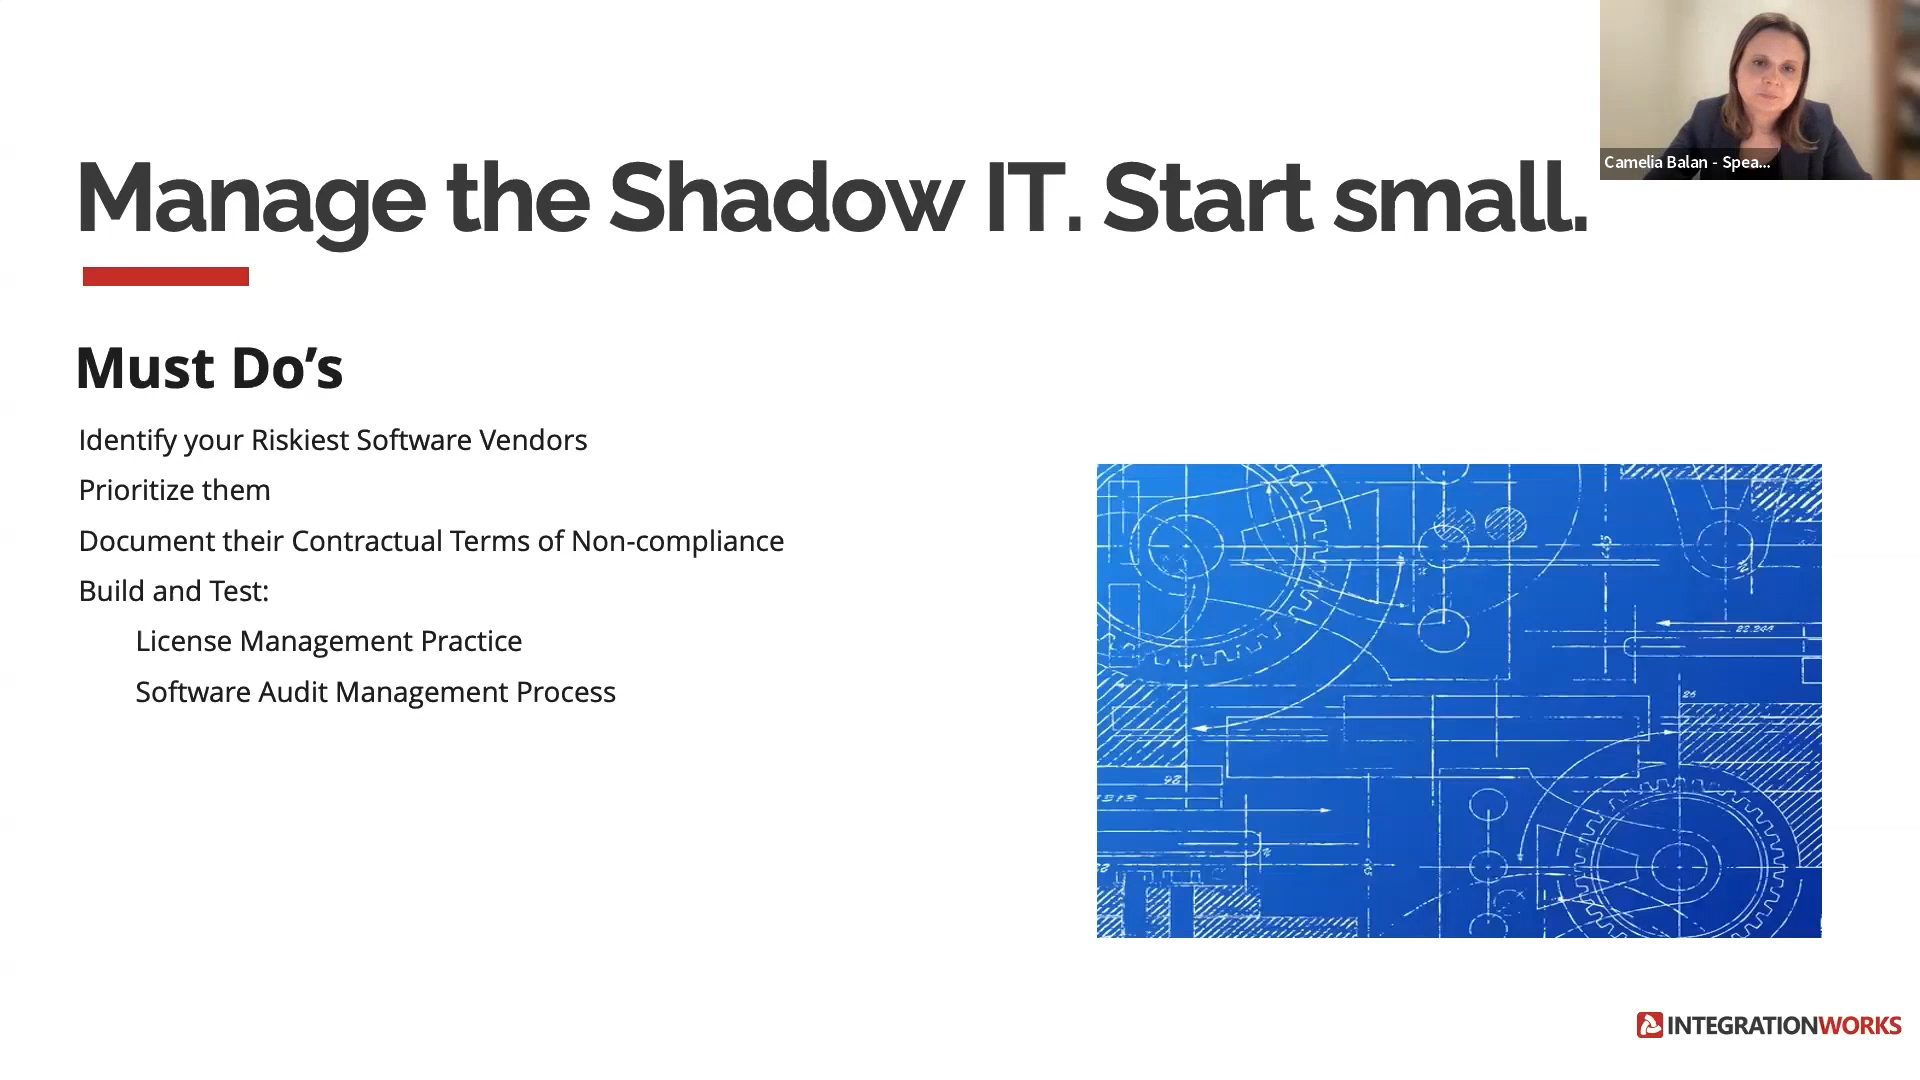 Camelia Balan - Spea...
Manage the Shadow IT. Start small.
Must Do’s
Identify your Riskiest Software Vendors
Prioritize them
Document their Contractual Terms of Non-compliance
Build and Test:
License Management Practice
Software Audit Management Process
INTEGRATIONWORKS